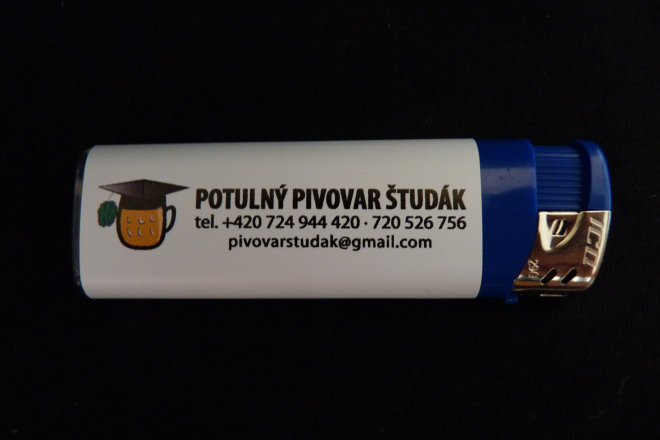 POTULNÝ PIVOVAR ŠTUDÁK
tel. +420 724 944 420 · 720 526 756
pivovarstudak@gmail.com